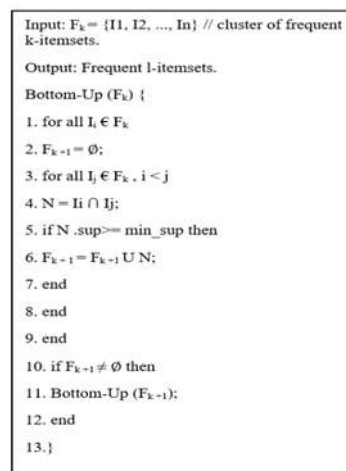 Input: Fₖ = {I1, I2, ..., In} // cluster of frequent
k-itemsets.
Output: Frequent l-itemsets.
Bottom-Up (Fₖ) {
1. for all Iᵢ € Fₖ
2. Fₖ₊₁ = Ø;
3. for all Iⱼ € Fₖ , i < j
4. N = Ii ∩ Ij;
5. if N .sup>= min_sup then
6. Fₖ₊₁ = Fₖ₊₁ U N;
7. end
8. end
9. end
10. if Fₖ₊₁ ≠ Ø then
11. Bottom-Up (Fₖ₊₁);
12. end
13.}